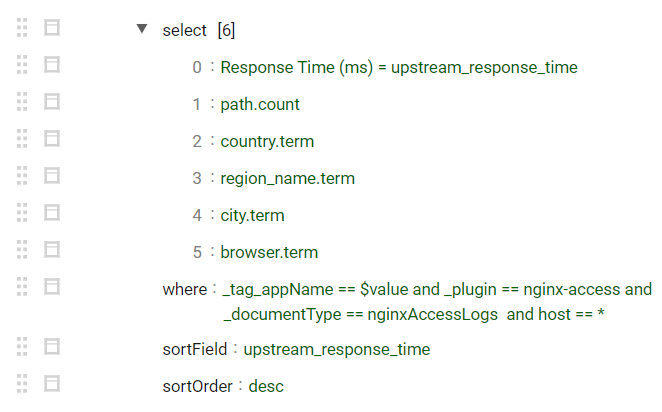 select [6]
0 : Response Time (ms) = upstream_response_time
1 : path.count
2 : country.term
3 : region_name.term
4 : city.term
5 : browser.term
where : _tag_appName == $value and _plugin == nginx-access and
_documentType == nginxAccessLogs and host == *
sortField : upstream_response_time
sortOrder : desc